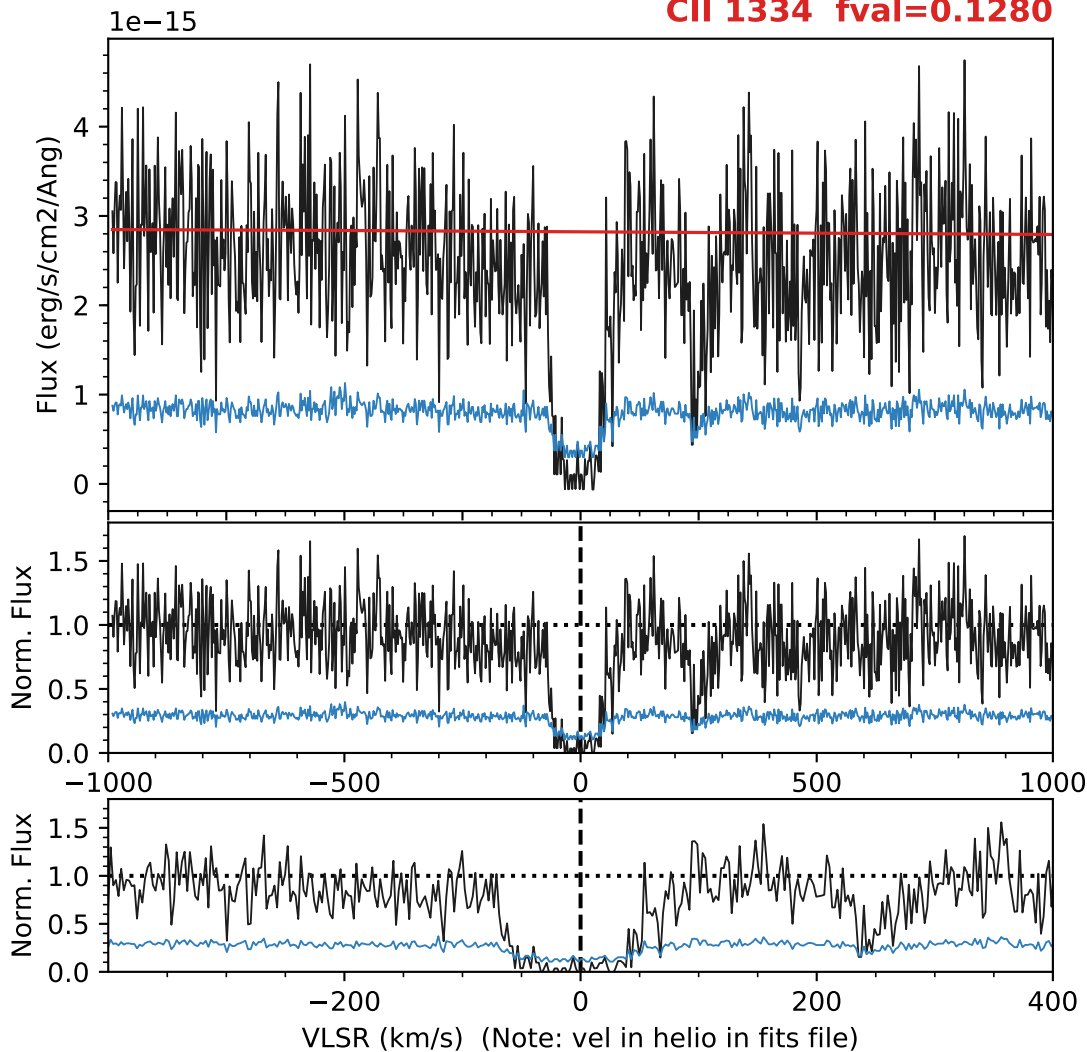 CII 1334 fval=0.1280
1e−15
4
3
2
1
0
Flux (erg/s/cm2/Ang)
1.5
1.0
0.5
0.0
Norm. Flux
−1000 −500 0 500 1000
1.5
1.0
0.5
0.0
Norm. Flux
−200 0 200 400
VLSR (km/s) (Note: vel in helio in fits file)